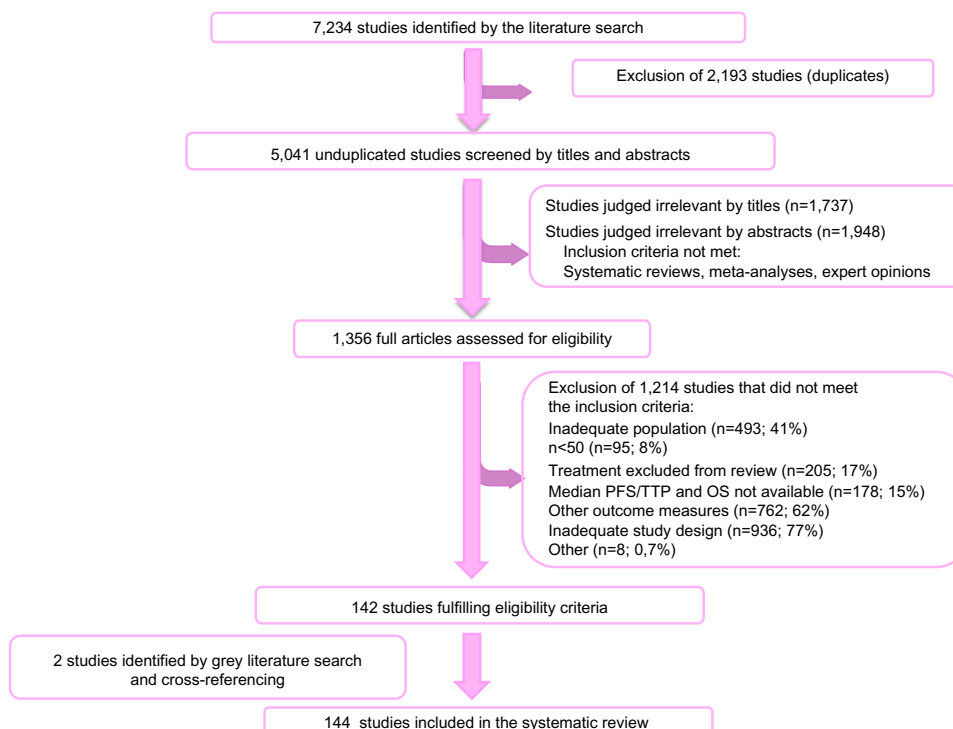 7,234 studies identified by the literature search
Exclusion of 2,193 studies (duplicates)
5,041 unduplicated studies screened by titles and abstracts
Studies judged irrelevant by titles (n=1,737)
Studies judged irrelevant by abstracts (n=1,948)
Inclusion criteria not met:
Systematic reviews, meta-analyses, expert opinions
1,356 full articles assessed for eligibility
Exclusion of 1,214 studies that did not meet
the inclusion criteria:
Inadequate population (n=493; 41%)
n<50 (n=95; 8%)
Treatment excluded from review (n=205; 17%)
Median PFS/TTP and OS not available (n=178; 15%)
Other outcome measures (n=762; 62%)
Inadequate study design (n=936; 77%)
Other (n=8; 0,7%)
142 studies fulfilling eligibility criteria
2 studies identified by grey literature search
and cross-referencing
144 studies included in the systematic review